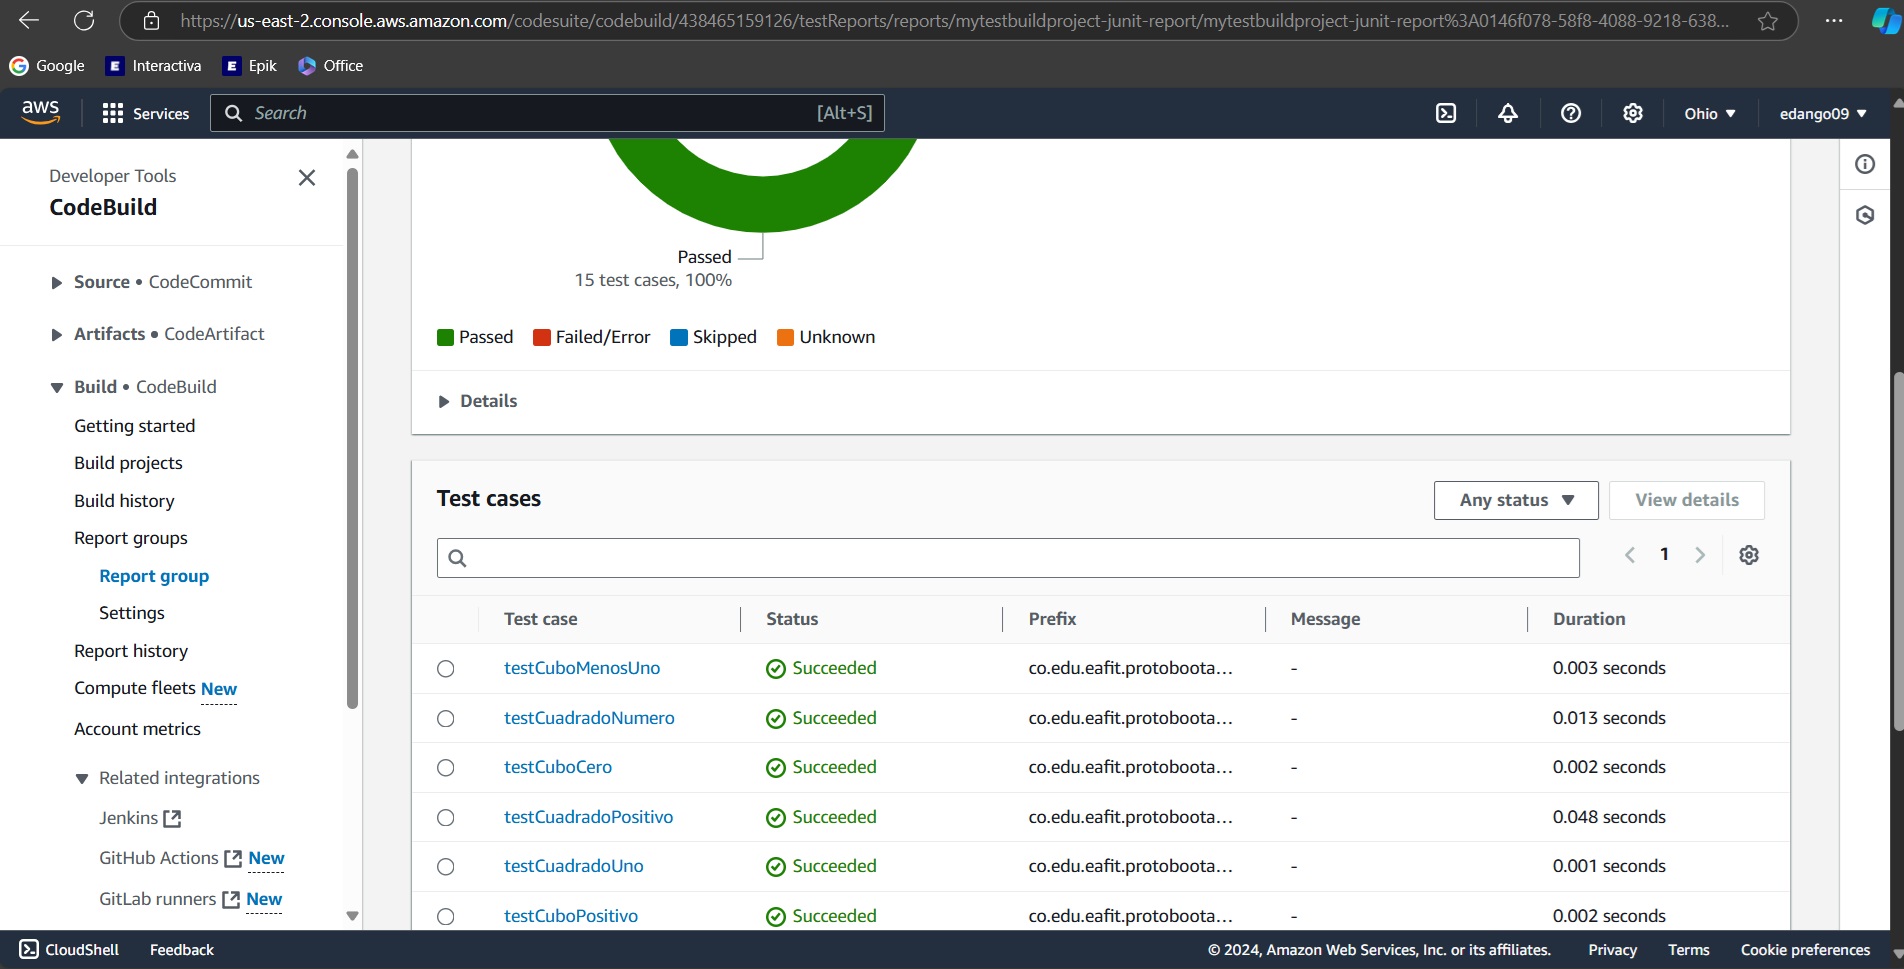 https://us-east-2.console.aws.amazon.com/codesuite/codebuild/438465159126/testReports/reports/mytestbuildproject-junit-report/mytestbuildproject-junit-report%3A0146f078-58f8-4088-9218-638...
Google Interactiva Epik Office
aws Services Search [Alt+S] Ohio edango09
Developer Tools
CodeBuild
Source • CodeCommit
Artifacts • CodeArtifact
Build • CodeBuild
Getting started
Build projects
Build history
Report groups
Report group
Settings
Report history
Compute fleets New
Account metrics
Related integrations
Jenkins
GitHub Actions New
GitLab runners New
Passed
15 test cases, 100%
Passed Failed/Error Skipped Unknown
Details
Test cases
Any status View details
1
Test case Status Prefix Message Duration
testCuboMenosUno Succeeded co.edu.eafit.protoboota... - 0.003 seconds
testCuadradoNumero Succeeded co.edu.eafit.protoboota... - 0.013 seconds
testCuboCero Succeeded co.edu.eafit.protoboota... - 0.002 seconds
testCuadradoPositivo Succeeded co.edu.eafit.protoboota... - 0.048 seconds
testCuadradoUno Succeeded co.edu.eafit.protoboota... - 0.001 seconds
testCuboPositivo Succeeded co.edu.eafit.protoboota... - 0.002 seconds
CloudShell Feedback © 2024, Amazon Web Services, Inc. or its affiliates. Privacy Terms Cookie preferences